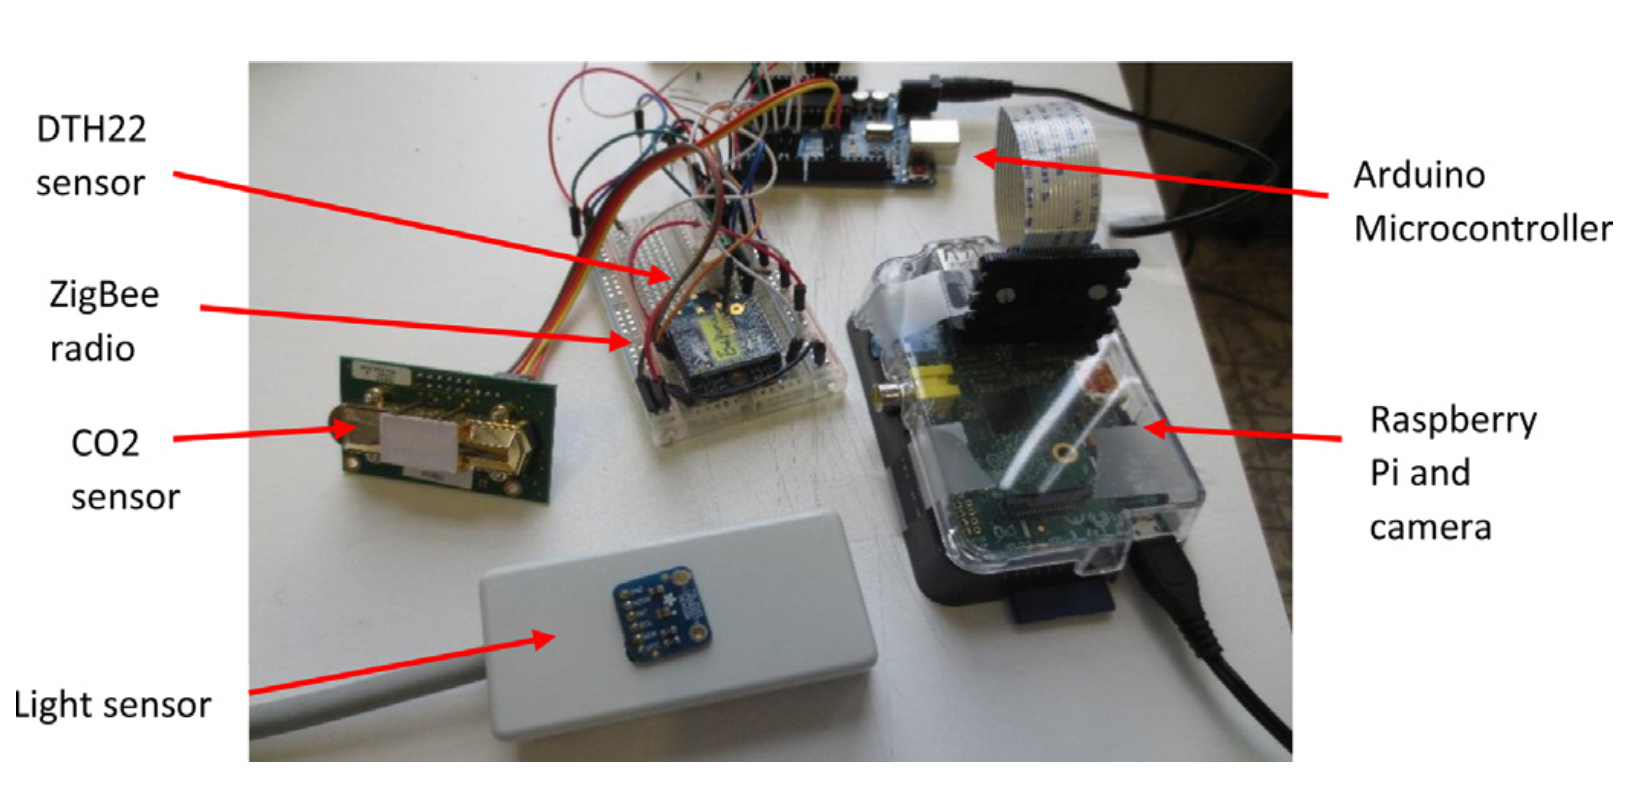 DTH22
sensor
ZigBee
radio
CO2
sensor
Light sensor
Arduino
Microcontroller
Raspberry
Pi and
camera